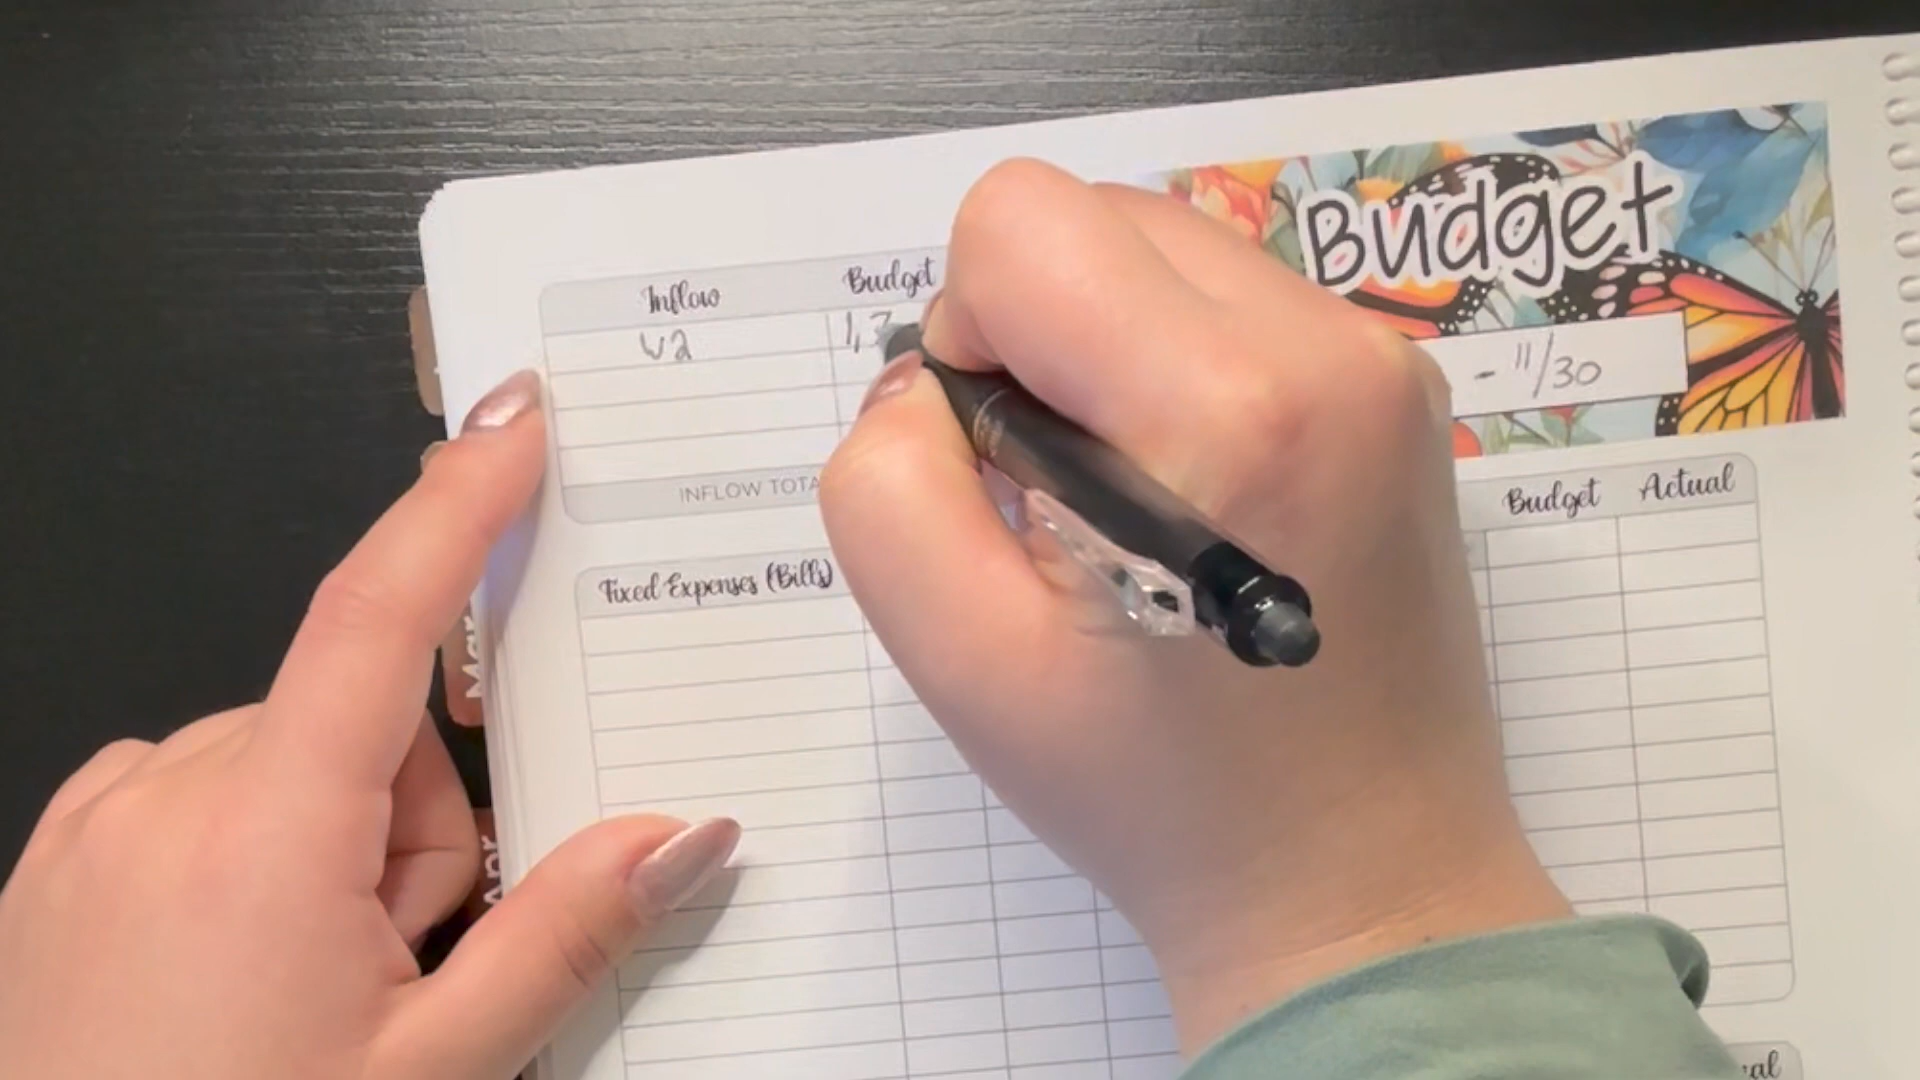 Budget
- 11/30
Inflow Budget
W2 1,3
INFLOW TOTA
Budget Actual
Fixed Expenses (Bills)
Mar
Apr